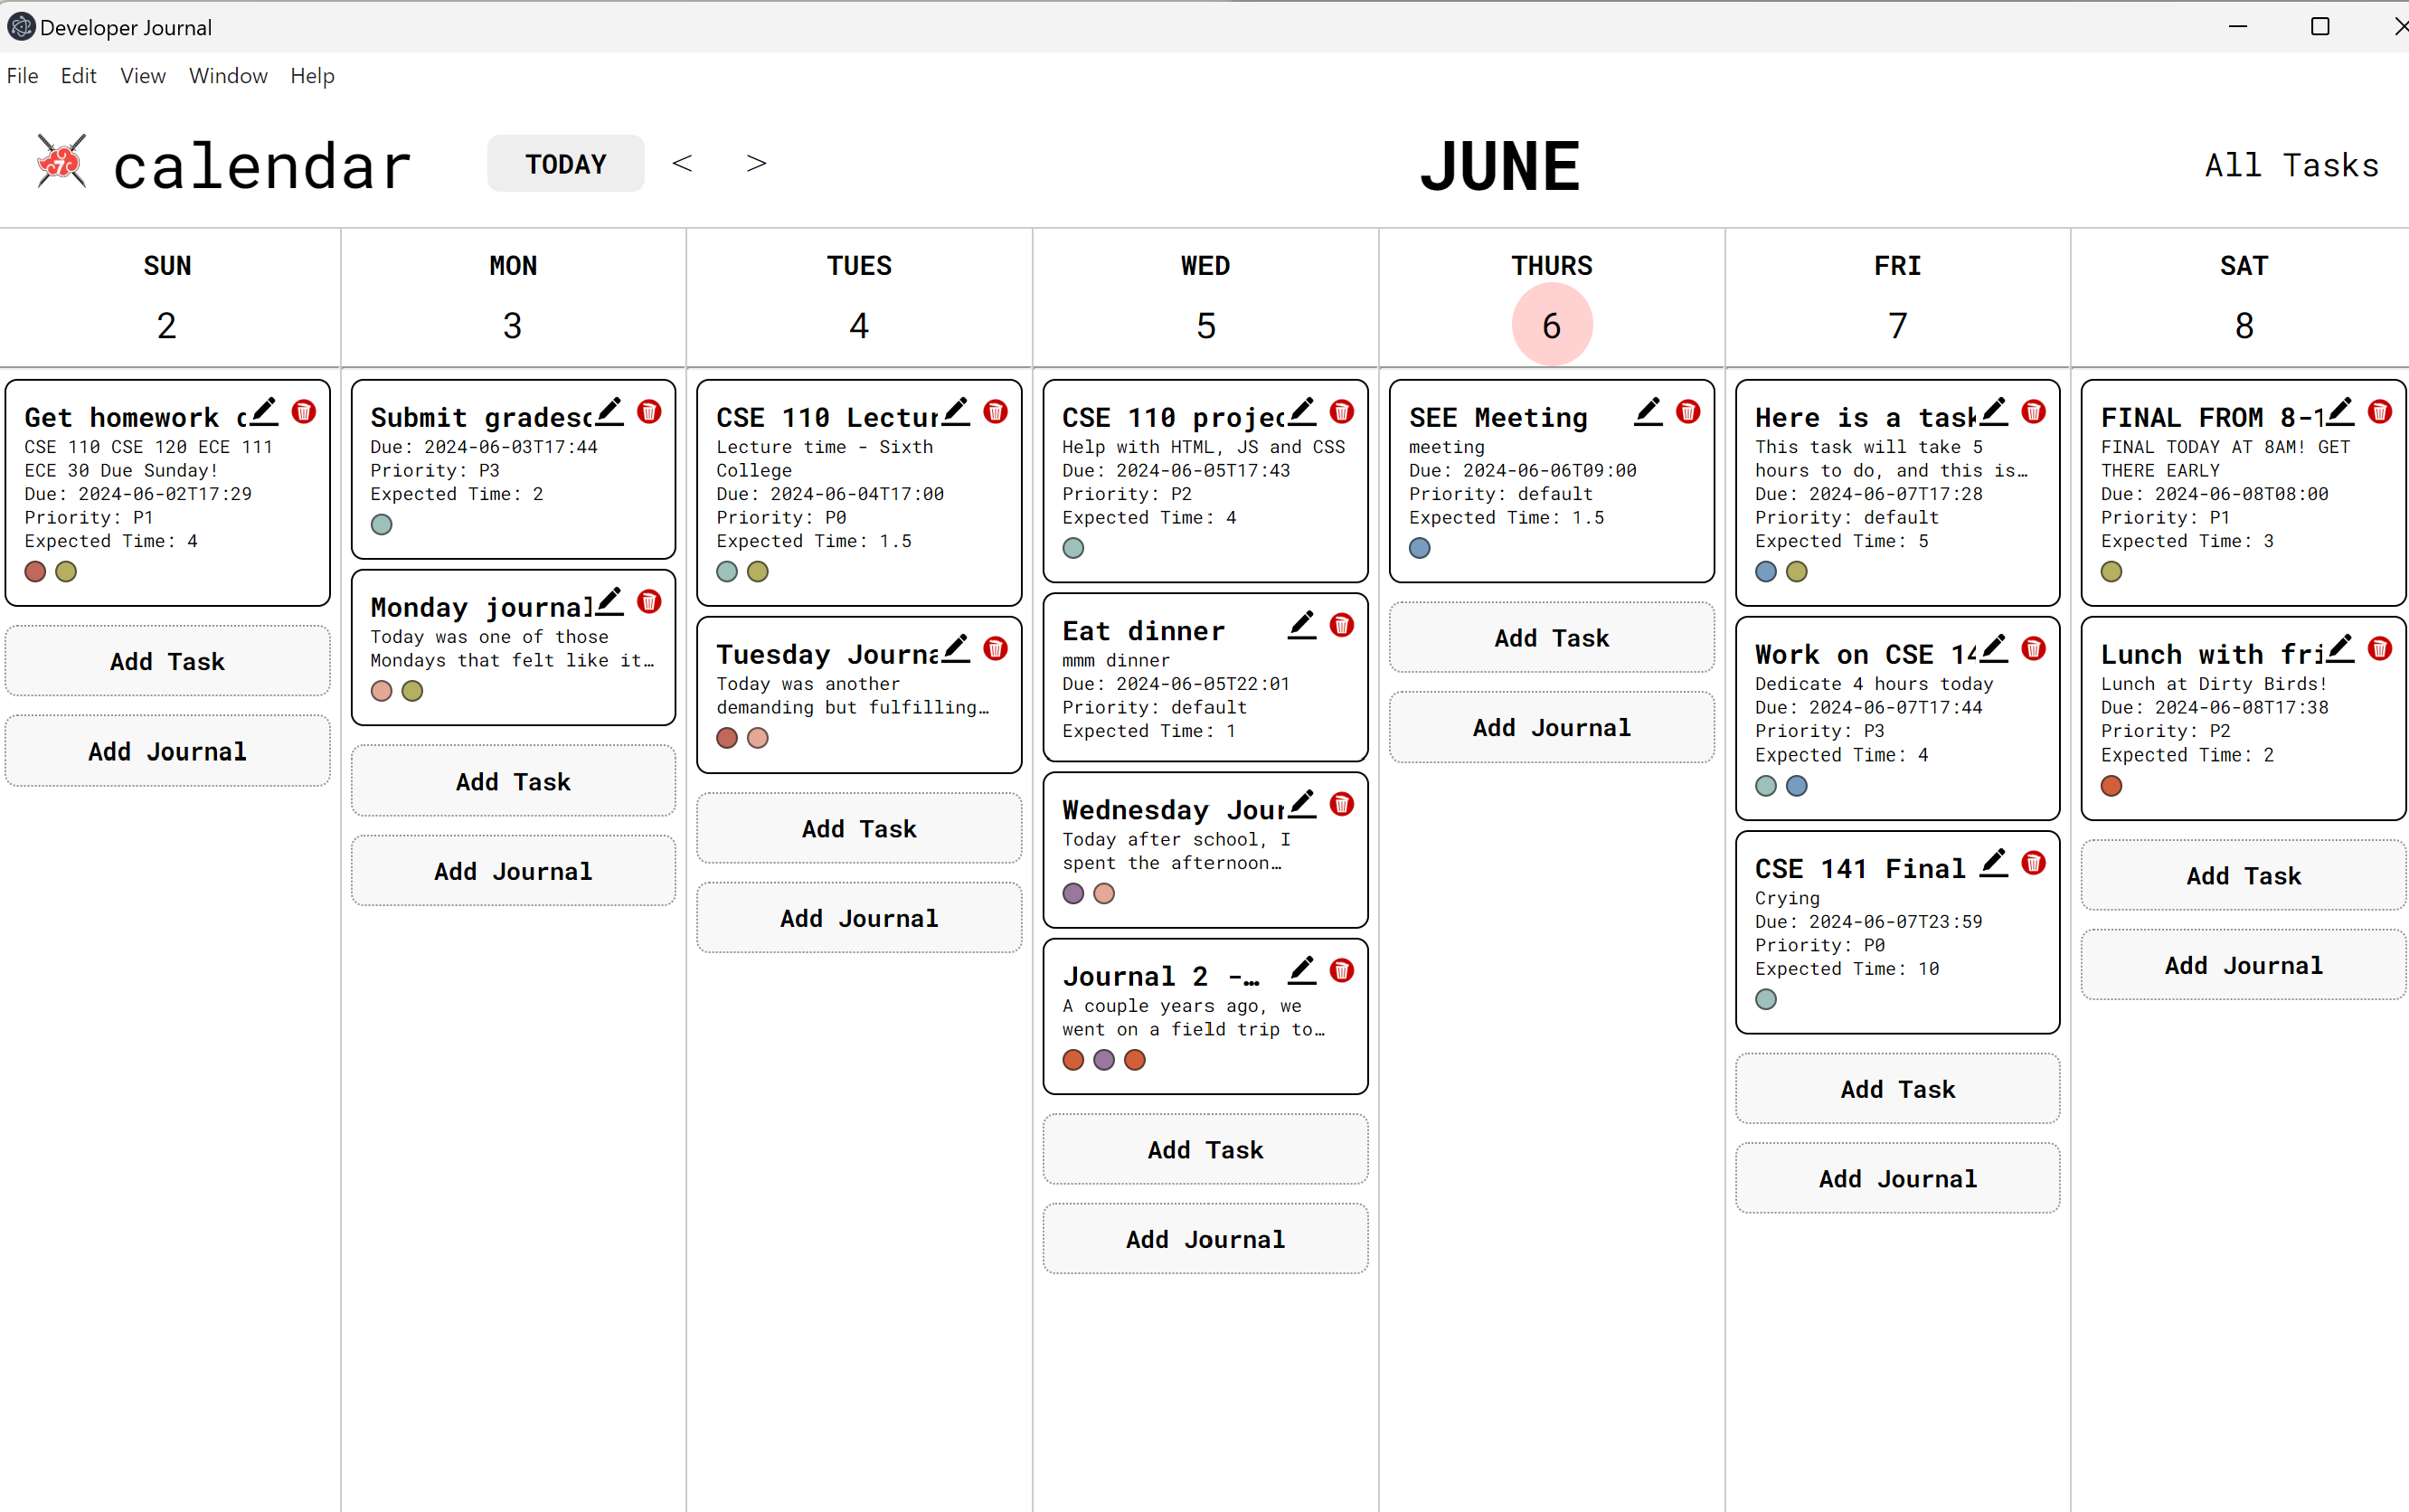 Developer Journal
File Edit View Window Help
calendar
TODAY < >
JUNE
All Tasks
SUN
2
Get homework
CSE 110 CSE 120 ECE 111
ECE 30 Due Sunday!
Due: 2024-06-02T17:29
Priority: P1
Expected Time: 4
Add Task
Add Journal
MON
3
Submit gradesc
Due: 2024-06-03T17:44
Priority: P3
Expected Time: 2
Monday journal
Today was one of those
Mondays that felt like it…
Add Task
Add Journal
TUES
4
CSE 110 Lectur
Lecture time - Sixth
College
Due: 2024-06-04T17:00
Priority: P0
Expected Time: 1.5
Tuesday Journa
Today was another
demanding but fulfilling…
Add Task
Add Journal
WED
5
CSE 110 projec
Help with HTML, JS and CSS
Due: 2024-06-05T17:43
Priority: P2
Expected Time: 4
Eat dinner
mmm dinner
Due: 2024-06-05T22:01
Priority: default
Expected Time: 1
Wednesday Jour
Today after school, I
spent the afternoon…
Journal 2 -…
A couple years ago, we
went on a field trip to…
Add Task
Add Journal
THURS
6
SEE Meeting
meeting
Due: 2024-06-06T09:00
Priority: default
Expected Time: 1.5
Add Task
Add Journal
FRI
7
Here is a task
This task will take 5
hours to do, and this is…
Due: 2024-06-07T17:28
Priority: default
Expected Time: 5
Work on CSE 14
Dedicate 4 hours today
Due: 2024-06-07T17:44
Priority: P3
Expected Time: 4
CSE 141 Final
Crying
Due: 2024-06-07T23:59
Priority: P0
Expected Time: 10
Add Task
Add Journal
SAT
8
FINAL FROM 8-1
FINAL TODAY AT 8AM! GET
THERE EARLY
Due: 2024-06-08T08:00
Priority: P1
Expected Time: 3
Lunch with fri
Lunch at Dirty Birds!
Due: 2024-06-08T17:38
Priority: P2
Expected Time: 2
Add Task
Add Journal